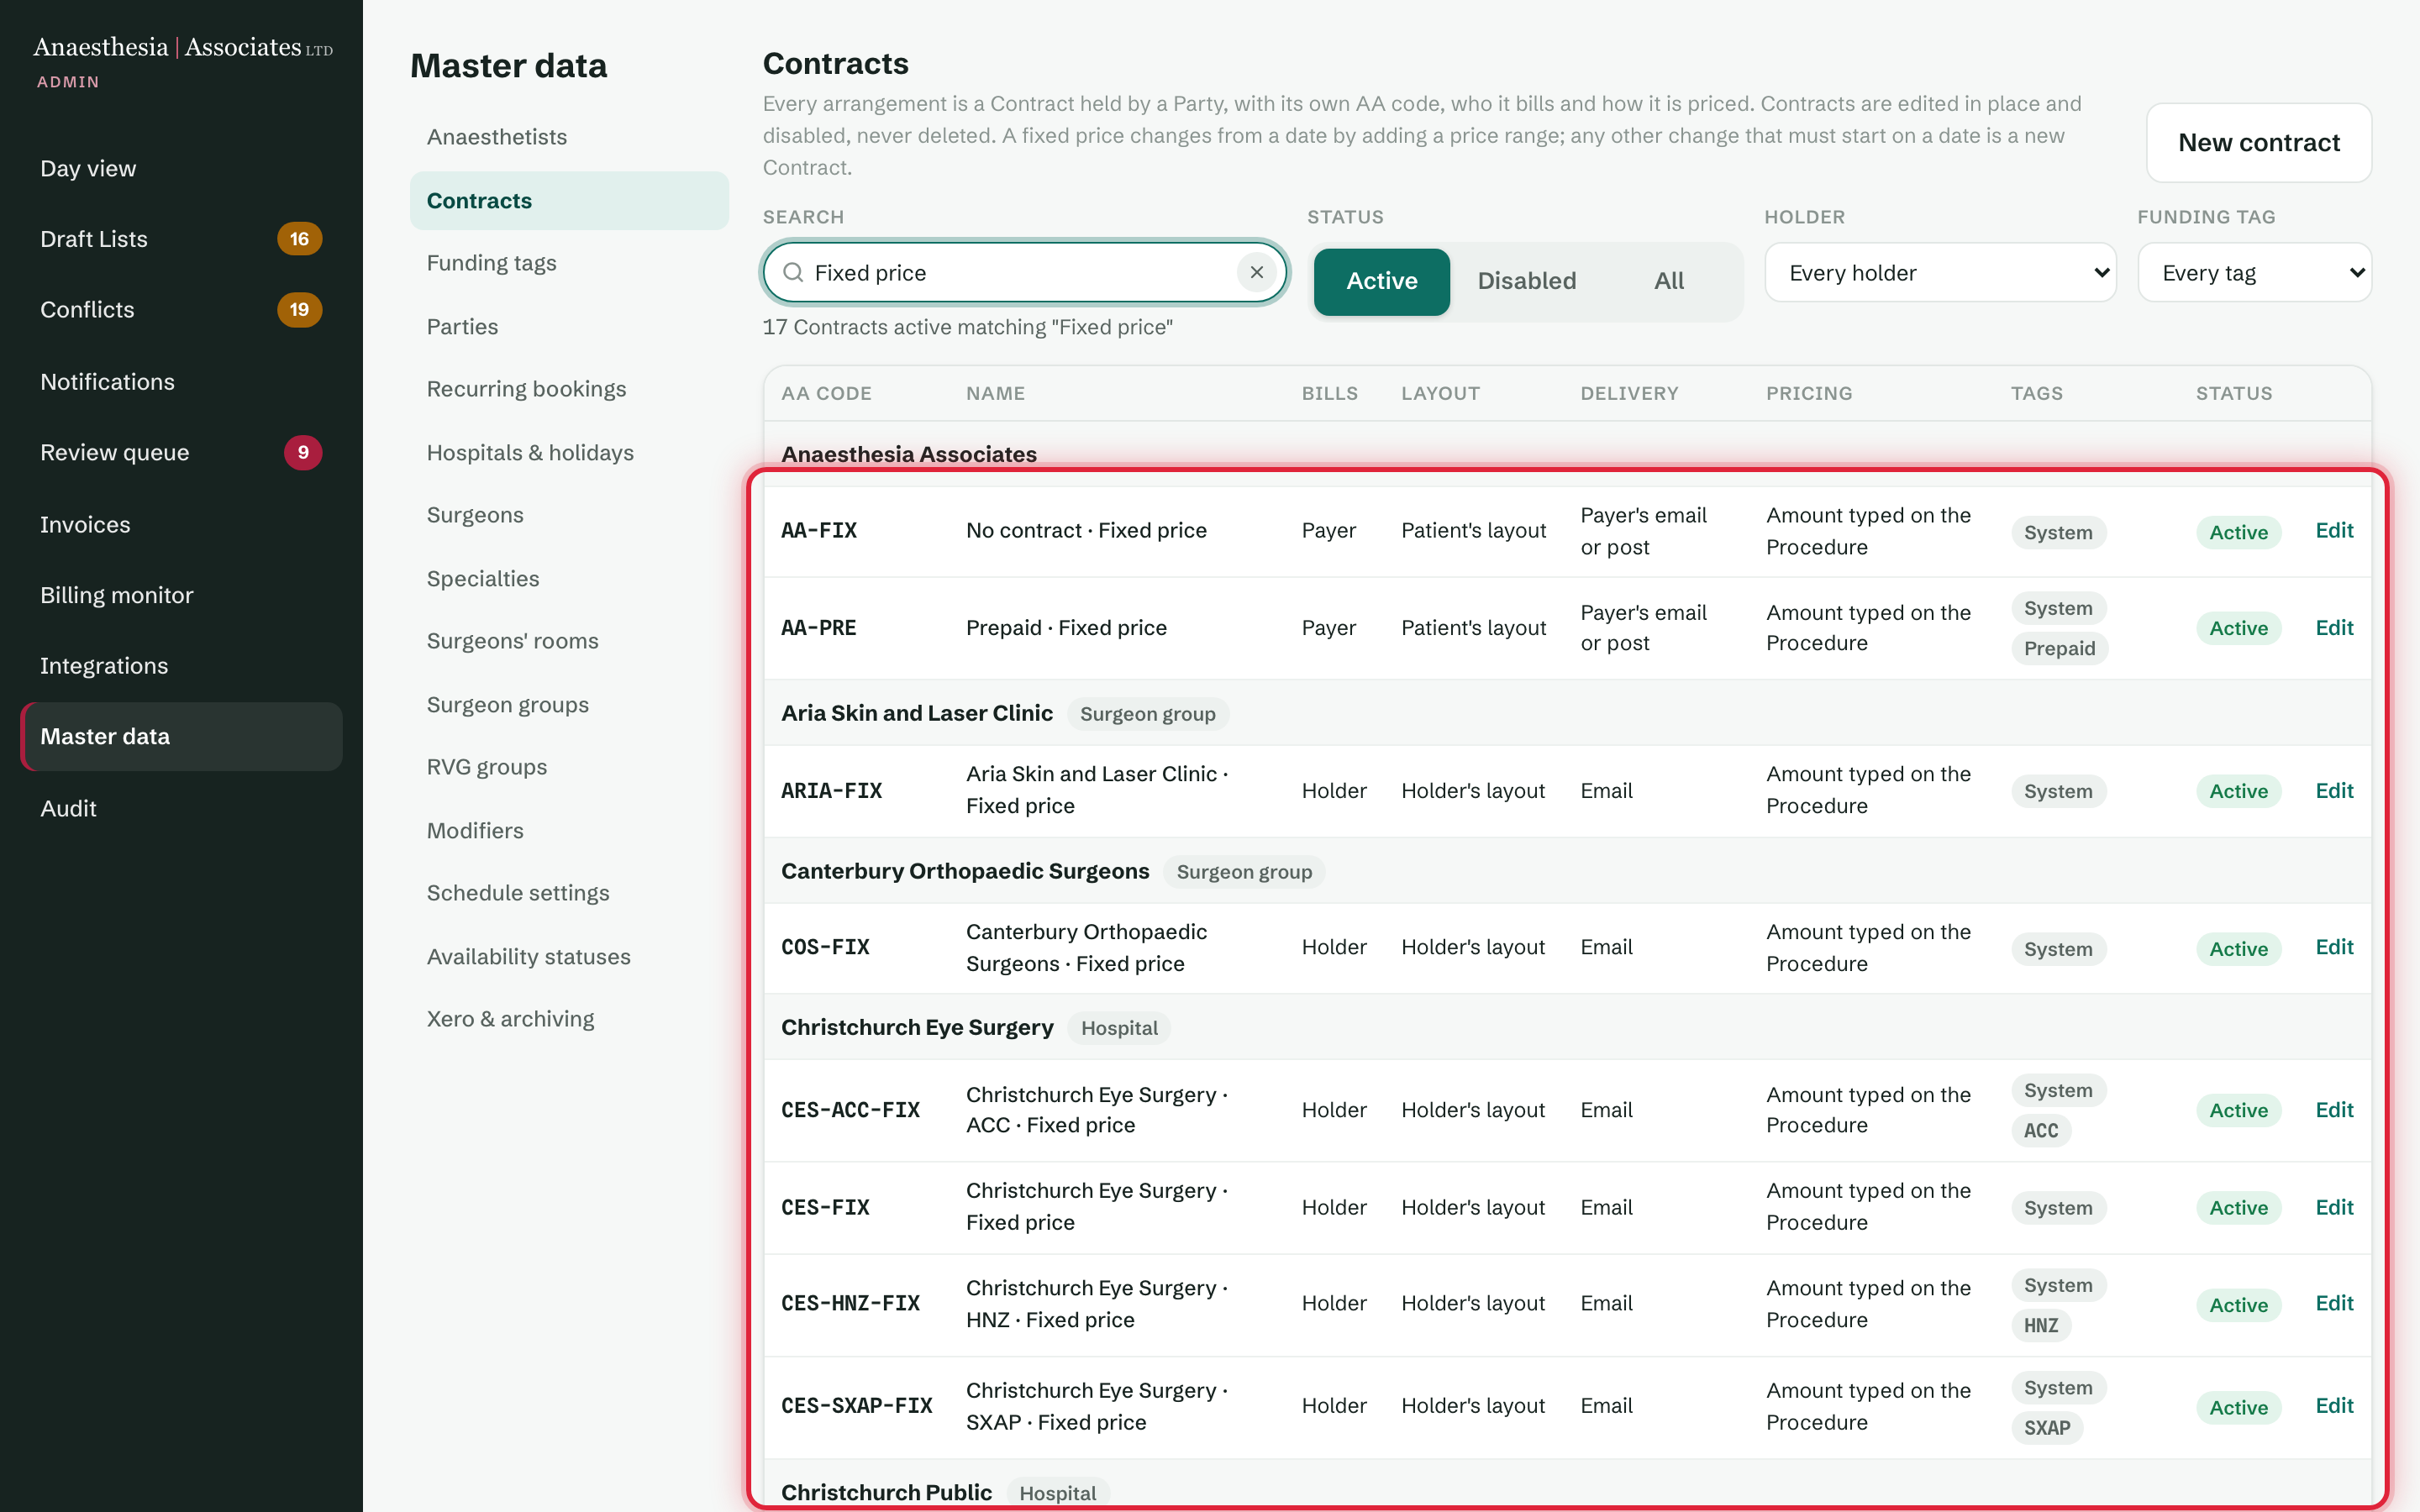 Anaesthesia | Associates LTD
ADMIN
Day view
Draft Lists 16
Conflicts 19
Notifications
Review queue 9
Invoices
Billing monitor
Integrations
Master data
Audit
Master data
Anaesthetists
Contracts
Funding tags
Parties
Recurring bookings
Hospitals & holidays
Surgeons
Specialties
Surgeons' rooms
Surgeon groups
RVG groups
Modifiers
Schedule settings
Availability statuses
Xero & archiving
Contracts
Every arrangement is a Contract held by a Party, with its own AA code, who it bills and how it is priced. Contracts are edited in place and
disabled, never deleted. A fixed price changes from a date by adding a price range; any other change that must start on a date is a new
Contract.
New contract
SEARCH STATUS HOLDER FUNDING TAG
Fixed price Active Disabled All Every holder Every tag
17 Contracts active matching "Fixed price"
AA CODE NAME BILLS LAYOUT DELIVERY PRICING TAGS STATUS
Anaesthesia Associates
AA-FIX No contract · Fixed price Payer Patient's layout Payer's email Amount typed on the System Active Edit
or post Procedure
AA-PRE Prepaid · Fixed price Payer Patient's layout Payer's email Amount typed on the System Active Edit
or post Procedure Prepaid
Aria Skin and Laser Clinic Surgeon group
ARIA-FIX Aria Skin and Laser Clinic · Holder Holder's layout Email Amount typed on the System Active Edit
Fixed price Procedure
Canterbury Orthopaedic Surgeons Surgeon group
COS-FIX Canterbury Orthopaedic Holder Holder's layout Email Amount typed on the System Active Edit
Surgeons · Fixed price Procedure
Christchurch Eye Surgery Hospital
CES-ACC-FIX Christchurch Eye Surgery · Holder Holder's layout Email Amount typed on the System Active Edit
ACC · Fixed price Procedure ACC
CES-FIX Christchurch Eye Surgery · Holder Holder's layout Email Amount typed on the System Active Edit
Fixed price Procedure
CES-HNZ-FIX Christchurch Eye Surgery · Holder Holder's layout Email Amount typed on the System Active Edit
HNZ · Fixed price Procedure HNZ
CES-SXAP-FIX Christchurch Eye Surgery · Holder Holder's layout Email Amount typed on the System Active Edit
SXAP · Fixed price Procedure SXAP
Christchurch Public Hospital